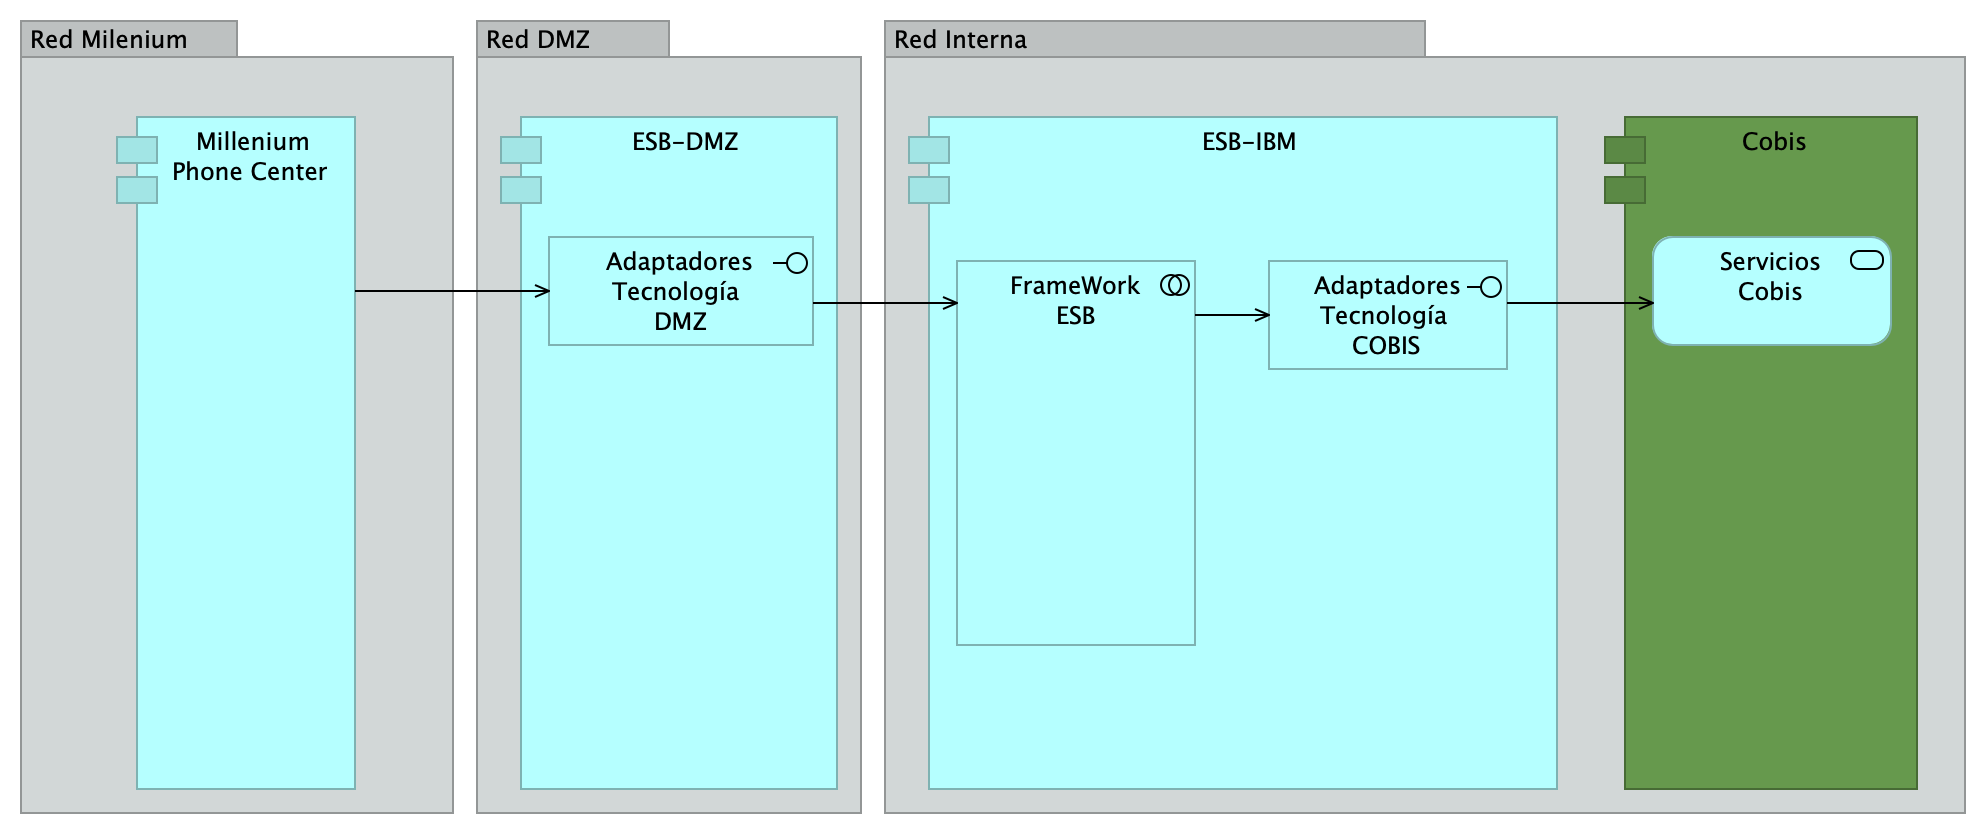 Red Milenium
Red DMZ
Red Interna
Millenium
Phone Center
ESB-DMZ
Adaptadores
Tecnología
DMZ
ESB-IBM
FrameWork
ESB
Adaptadores
Tecnología
COBIS
Cobis
Servicios
Cobis